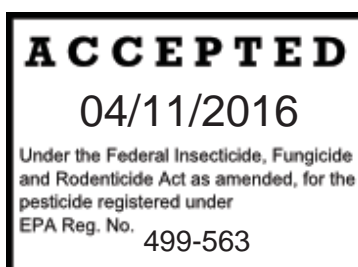 ACCEPTED
04/11/2016
Under the Federal Insecticide, Fungicide
and Rodenticide Act as amended, for the
pesticide registered under
EPA Reg. No. 499-563